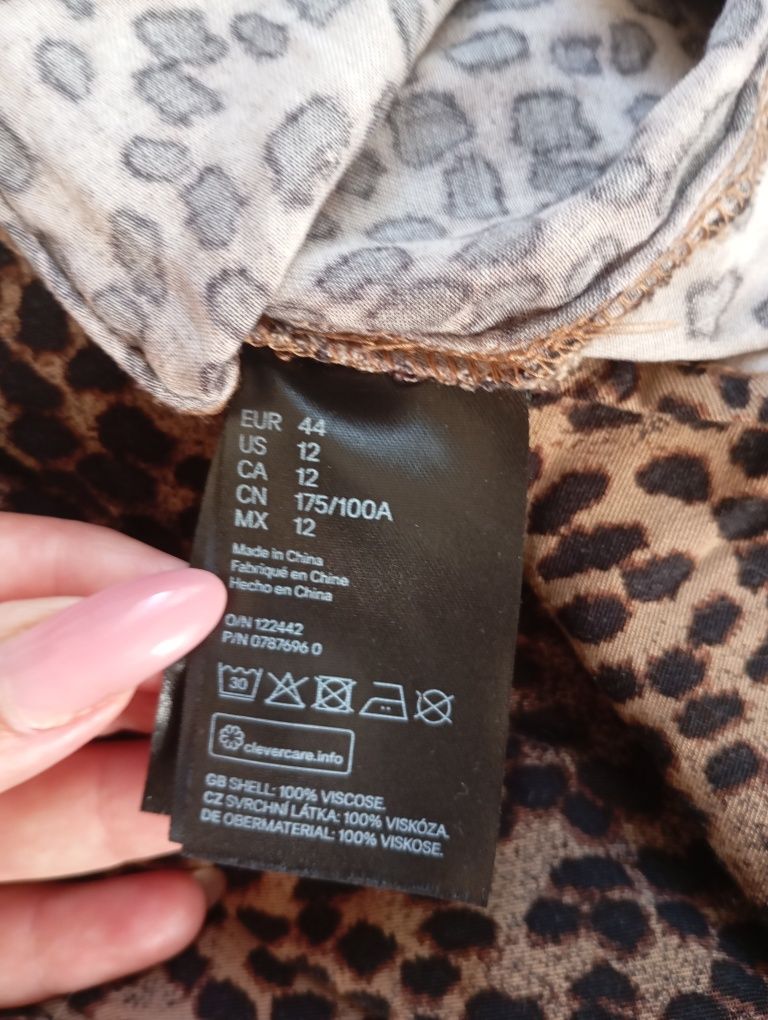 EUR 44
US 12
CA 12
CN 175/100A
MX 12
Made in China
Fabriqué en Chine
Hecho en China
O/N 122442
P/N 0787696 0
30
clevercare.info
GB SHELL: 100% VISCOSE.
CZ SVRCHNÍ LÁTKA: 100% VISKÓZA.
DE OBERMATERIAL: 100% VISKOSE.